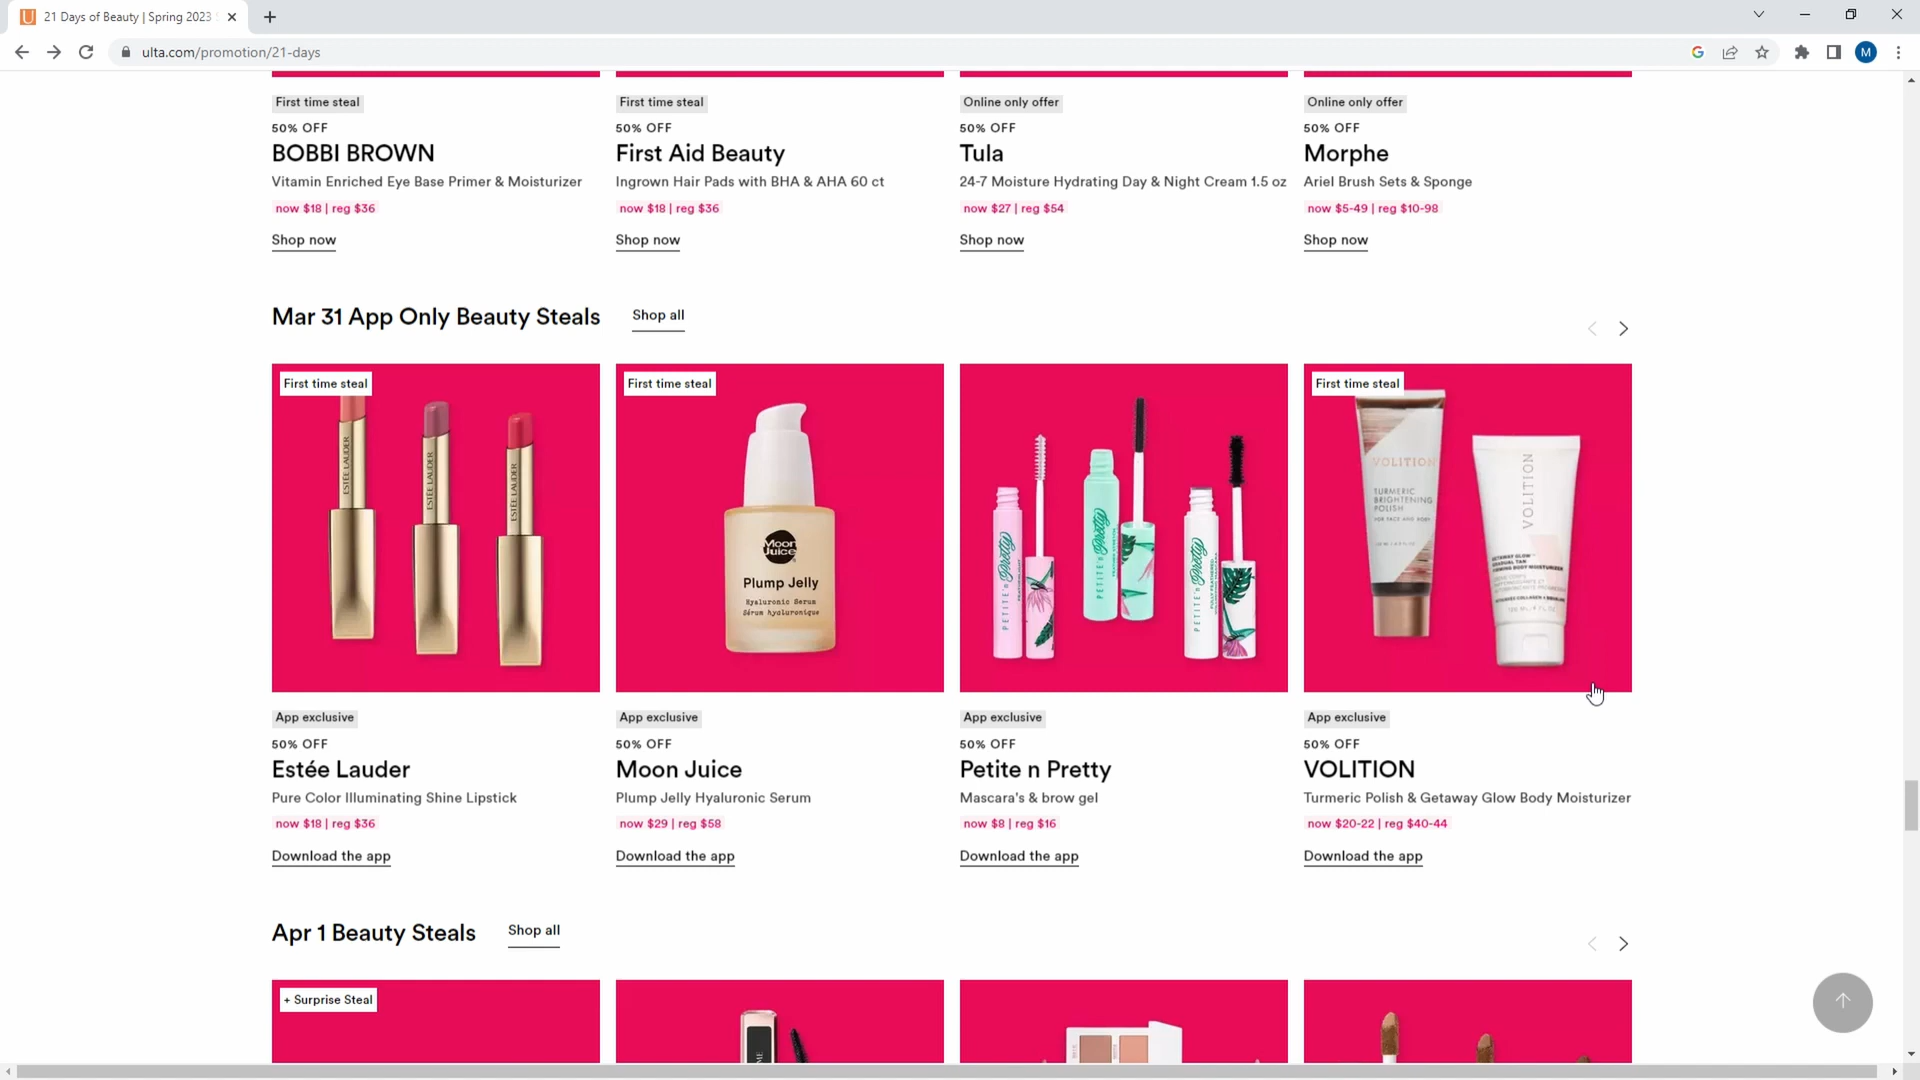 21 Days of Beauty | Spring 2023
ulta.com/promotion/21-days
M
First time steal
First time steal
Online only offer
Online only offer
50% OFF
50% OFF
50% OFF
50% OFF
BOBBI BROWN
First Aid Beauty
Tula
Morphe
Vitamin Enriched Eye Base Primer & Moisturizer
Ingrown Hair Pads with BHA & AHA 60 ct
24-7 Moisture Hydrating Day & Night Cream 1.5 oz
Ariel Brush Sets & Sponge
now $18 | reg $36
now $18 | reg $36
now $27 | reg $54
now $5-49 | reg $10-98
Shop now
Shop now
Shop now
Shop now
Mar 31 App Only Beauty Steals
Shop all
First time steal
First time steal
First time steal
ESTĒE LAUDER
ESTĒE LAUDER
ESTĒE LAUDER
Moon
Juice
Plump Jelly
Hyaluronic Serum
Sérum hyaluronique
PETITE 'n Pretty
PETITE 'n Pretty
PETITE 'n Pretty
VOLITION
TURMERIC
BRIGHTENING
POLISH
FOR FACE AND BODY
VOLITION
GETAWAY GLOW
GRADUAL TAN
FIRMING BODY MOISTURIZER
App exclusive
App exclusive
App exclusive
App exclusive
50% OFF
50% OFF
50% OFF
50% OFF
Estée Lauder
Moon Juice
Petite n Pretty
VOLITION
Pure Color Illuminating Shine Lipstick
Plump Jelly Hyaluronic Serum
Mascara's & brow gel
Turmeric Polish & Getaway Glow Body Moisturizer
now $18 | reg $36
now $29 | reg $58
now $8 | reg $16
now $20-22 | reg $40-44
Download the app
Download the app
Download the app
Download the app
Apr 1 Beauty Steals
Shop all
+ Surprise Steal